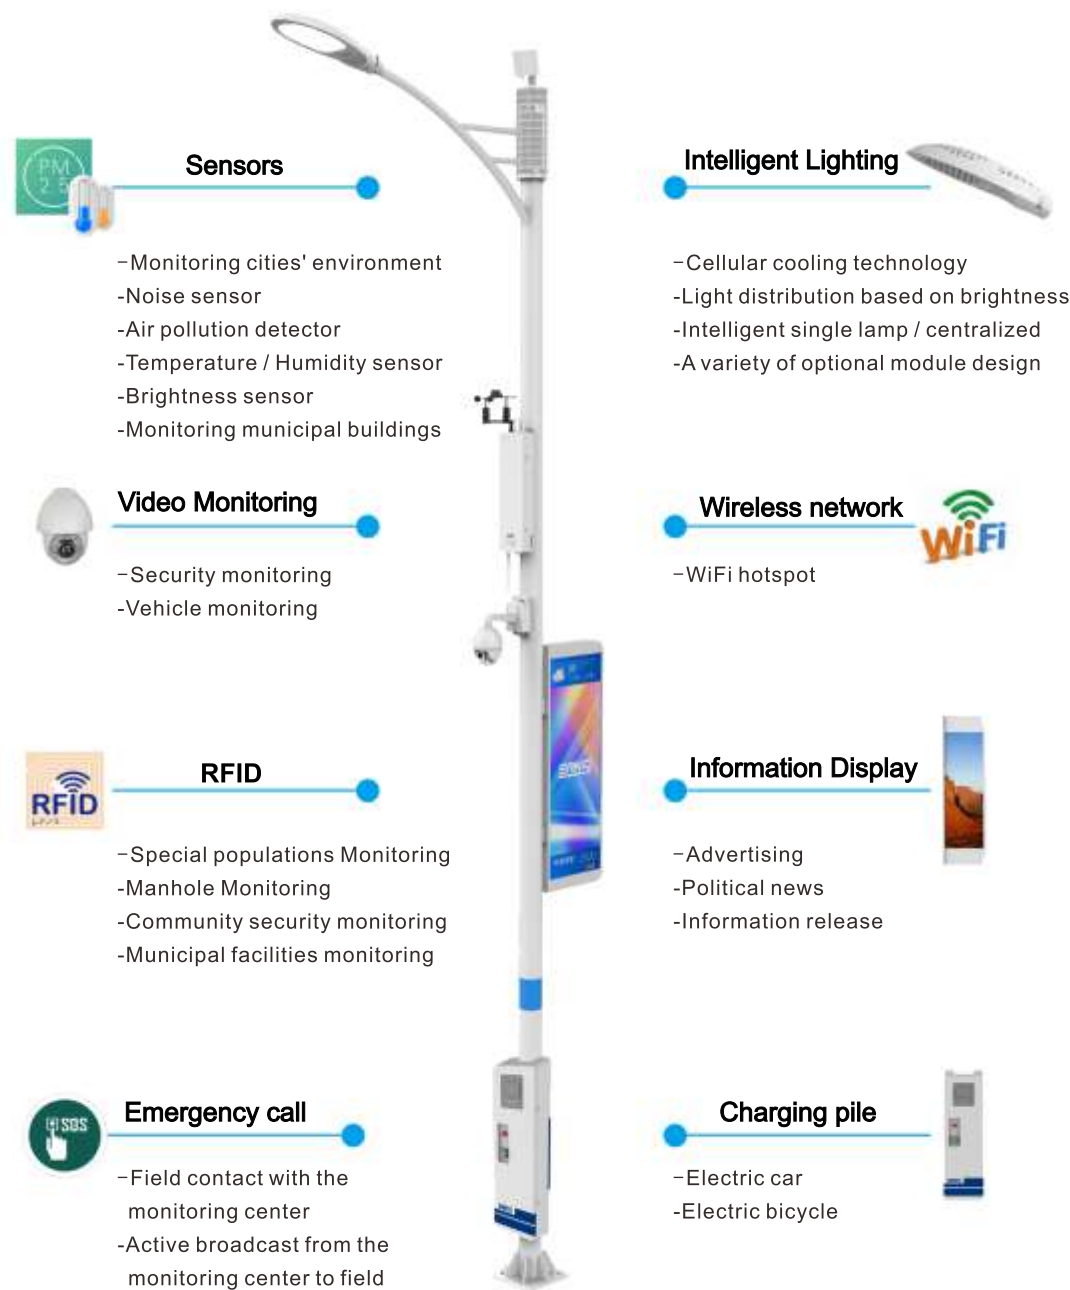 Sensors
PM
2.5
-Monitoring cities' environment
-Noise sensor
-Air pollution detector
-Temperature / Humidity sensor
-Brightness sensor
-Monitoring municipal buildings
Intelligent Lighting
-Cellular cooling technology
-Light distribution based on brightness
-Intelligent single lamp / centralized
-A variety of optional module design
Video Monitoring
-Security monitoring
-Vehicle monitoring
Wireless network
WiFi
-WiFi hotspot
RFID
RFID
-Special populations Monitoring
-Manhole Monitoring
-Community security monitoring
-Municipal facilities monitoring
Information Display
-Advertising
-Political news
-Information release
Emergency call
SOS
-Field contact with the
monitoring center
-Active broadcast from the
monitoring center to field
Charging pile
-Electric car
-Electric bicycle